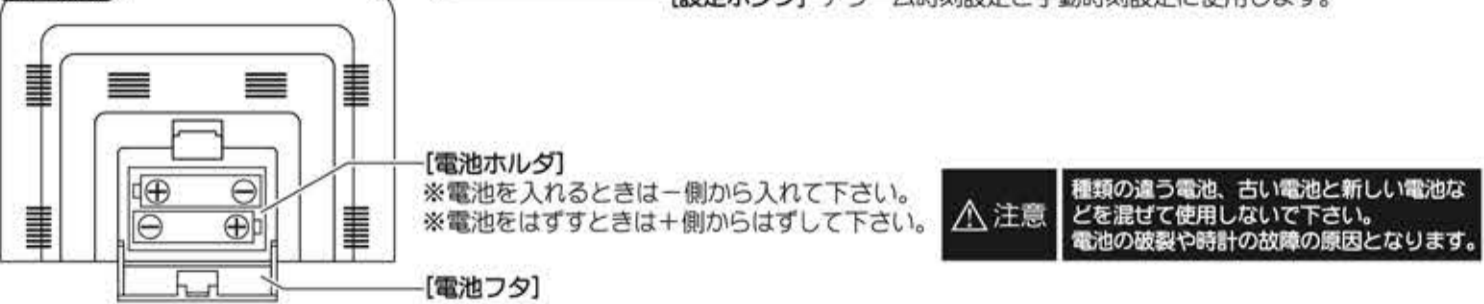 [設定ボタン] アラーム時刻設定と手動時刻設定に使用します。
[電池ホルダ]
※電池を入れるときは－側から入れて下さい。
※電池をはずすときは＋側からはずして下さい。
注意
種類の違う電池、古い電池と新しい電池な
どを混ぜて使用しないで下さい。
電池の破裂や時計の故障の原因となります。
[電池フタ]